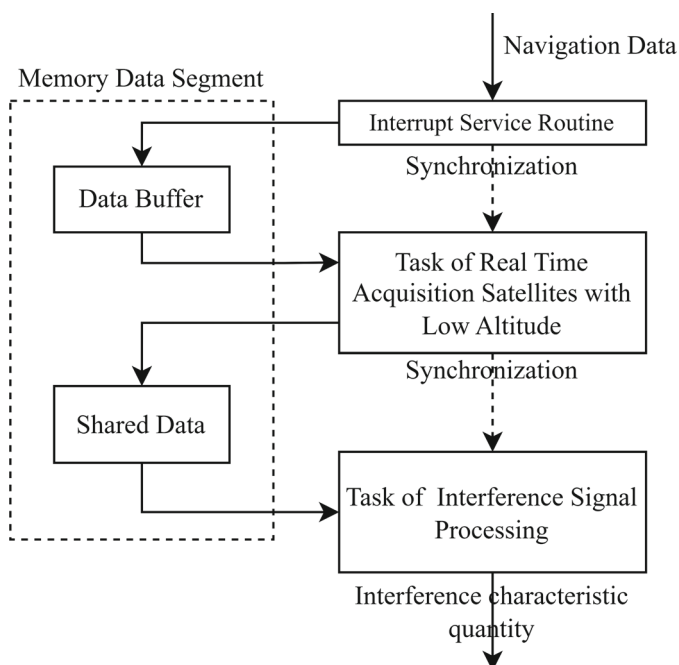 Navigation Data
Memory Data Segment
Interrupt Service Routine
Synchronization
Data Buffer
Task of Real Time
Acquisition Satellites with
Low Altitude
Synchronization
Shared Data
Task of Interference Signal
Processing
Interference characteristic
quantity